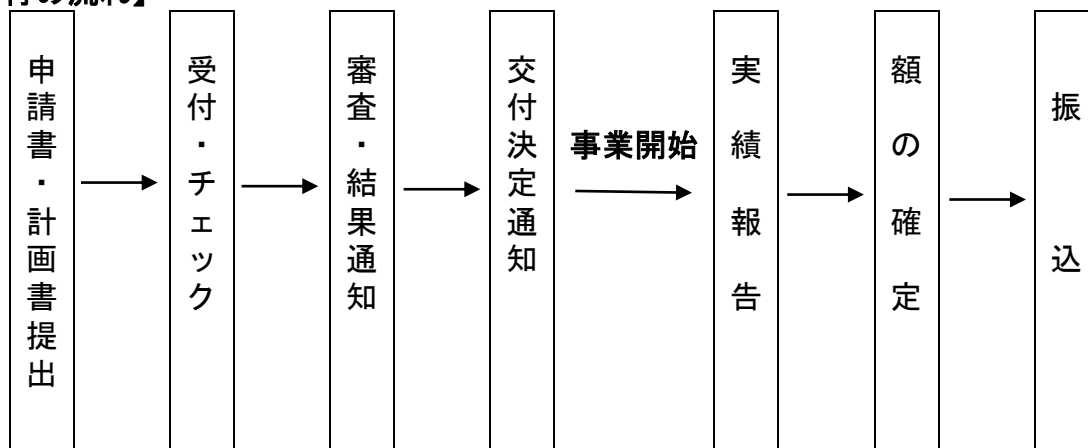 申請書・計画書提出
受付・チェック
審査・結果通知
交付決定通知
事業開始
実績報告
額の確定
振込